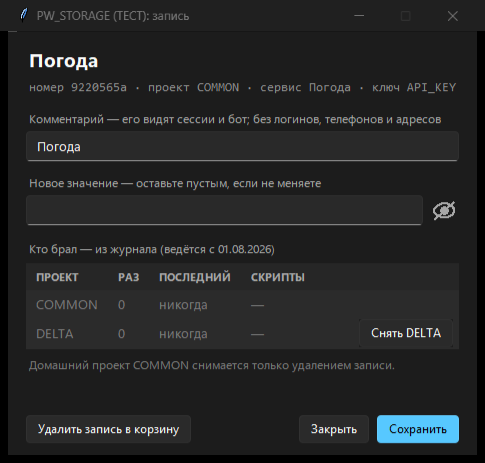 PW_STORAGE (ТЕСТ): запись
Погода
номер 9220565a · проект COMMON · сервис Погода · ключ API_KEY
Комментарий — его видят сессии и бот; без логинов, телефонов и адресов
Погода
Новое значение — оставьте пустым, если не меняете
Кто брал — из журнала (ведётся с 01.08.2026)
ПРОЕКТ РАЗ ПОСЛЕДНИЙ СКРИПТЫ
COMMON 0 никогда —
DELTA 0 никогда — Снять DELTA
Домашний проект COMMON снимается только удалением записи.
Удалить запись в корзину Закрыть Сохранить